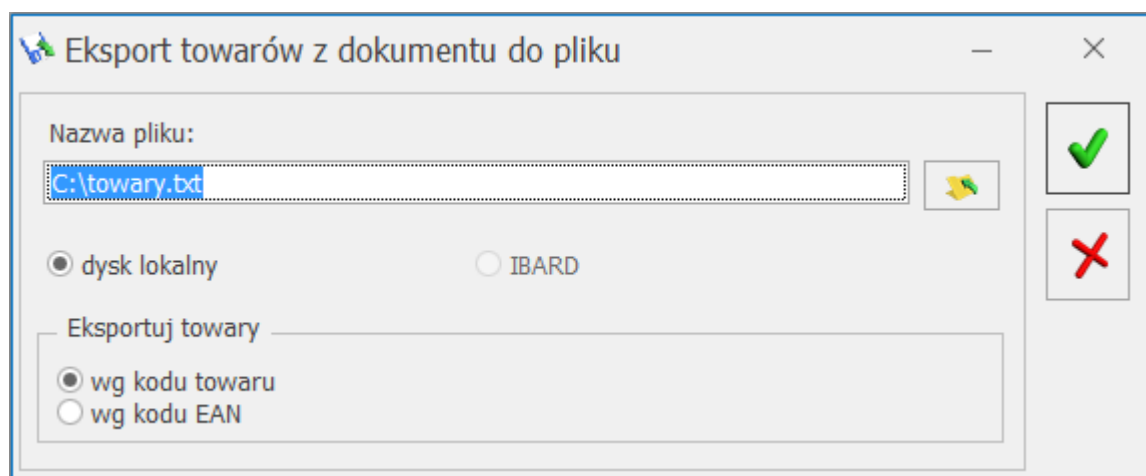 Eksport towarów z dokumentu do pliku
Nazwa pliku:
C:\towary.txt
dysk lokalny
IBARD
Eksportuj towary
wg kodu towaru
wg kodu EAN